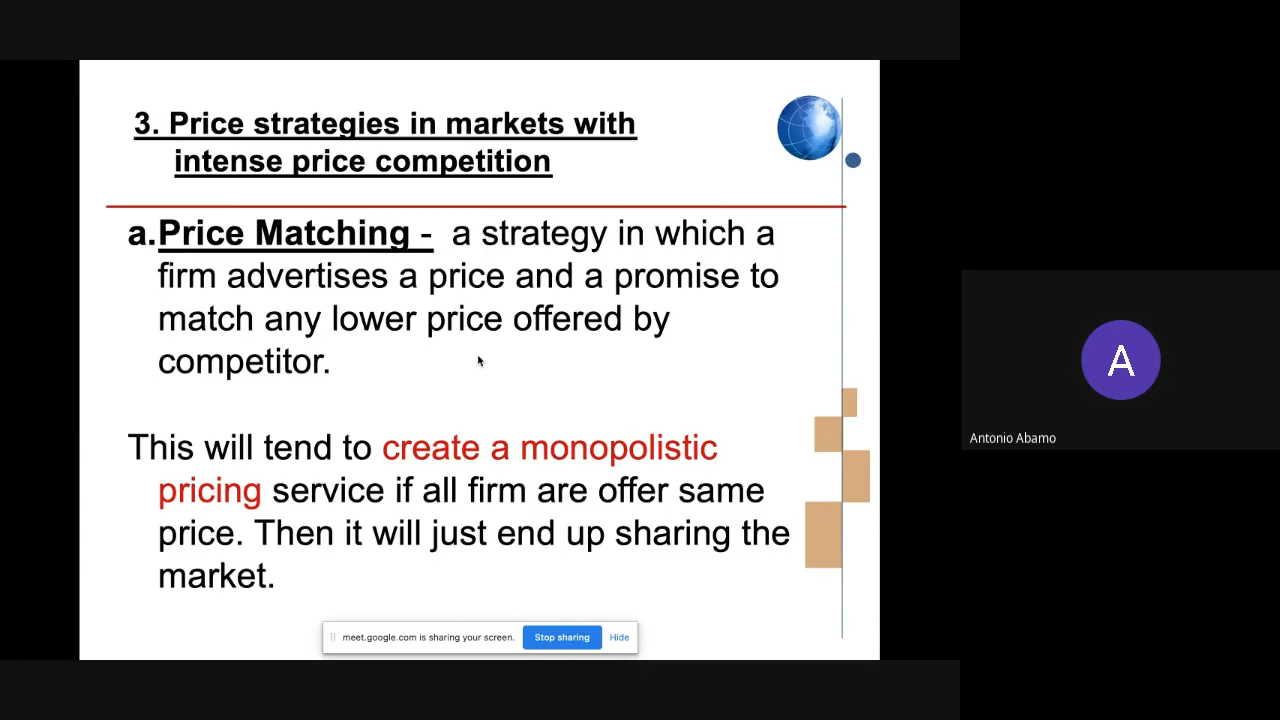 3. Price strategies in markets with
intense price competition
a.Price Matching - a strategy in which a
firm advertises a price and a promise to
match any lower price offered by
competitor.
This will tend to create a monopolistic
pricing service if all firm are offer same
price. Then it will just end up sharing the
market.
meet.google.com is sharing your screen. Stop sharing Hide
A
Antonio Abamo